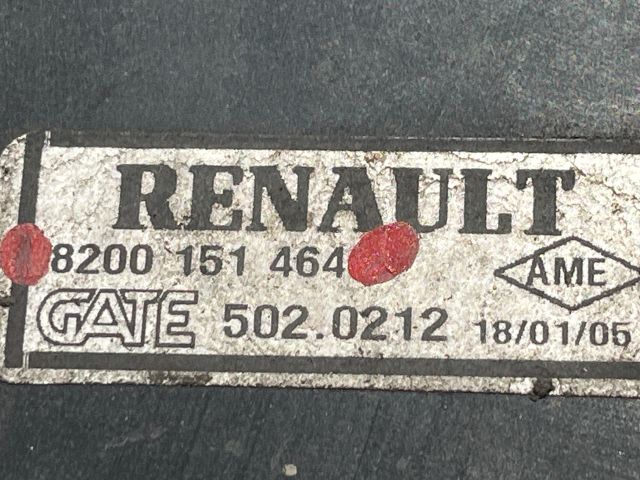 RENAULT
8200 151 464
AME
GATE 502.0212 18/01/05